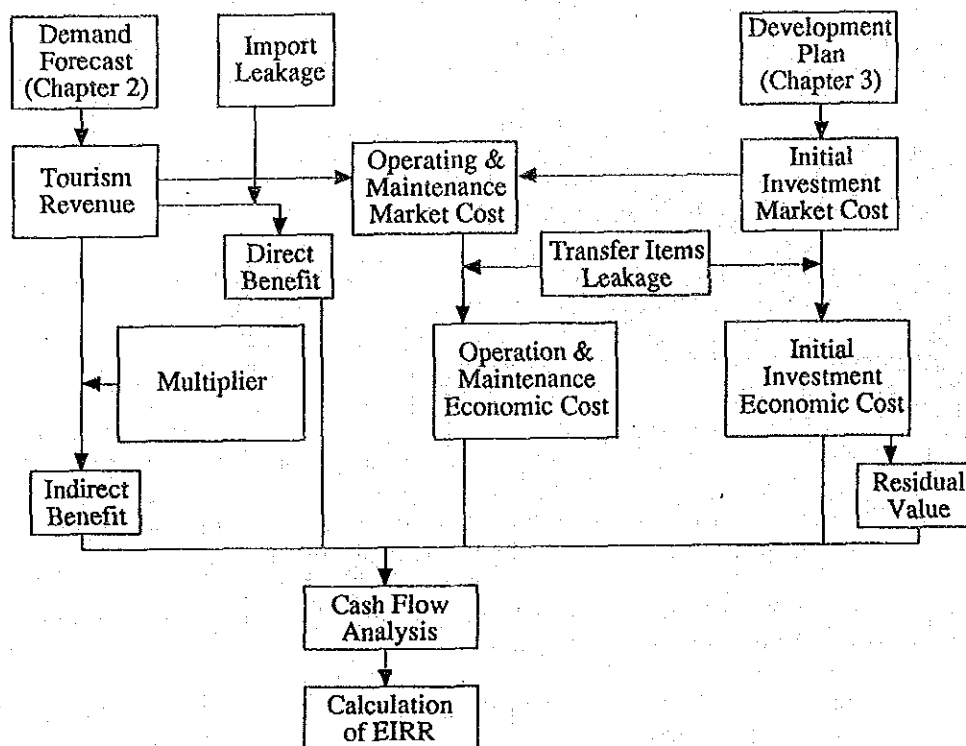 Demand
Forecast
(Chapter 2)
Import
Leakage
Development
Plan
(Chapter 3)
Tourism
Revenue
Operating &
Maintenance
Market Cost
Initial
Investment
Market Cost
Direct
Benefit
Transfer Items
Leakage
Multiplier
Operation &
Maintenance
Economic Cost
Initial
Investment
Economic Cost
Indirect
Benefit
Residual
Value
Cash Flow
Analysis
Calculation
of EIRR